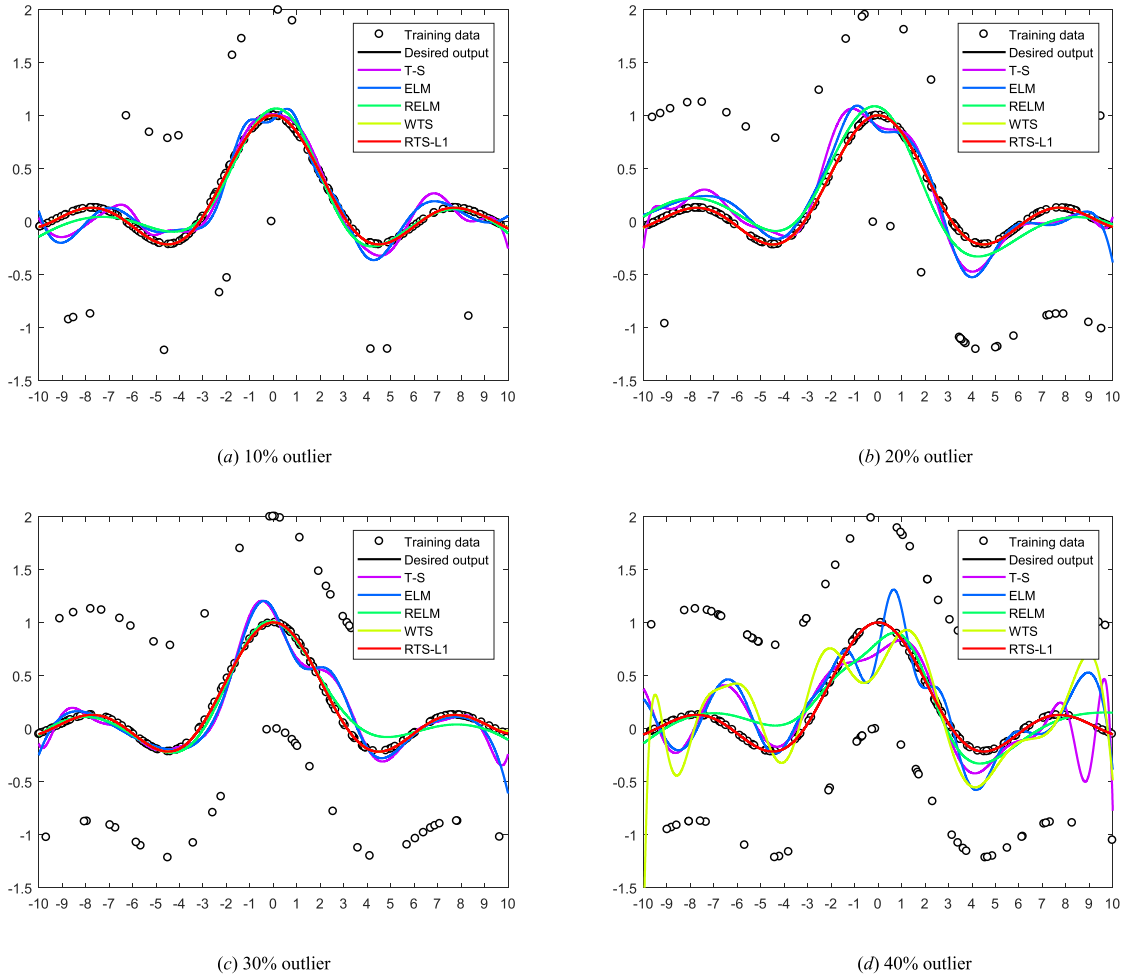 2
1.5
1
0.5
0
-0.5
-1
-1.5
-10 -9 -8 -7 -6 -5 -4 -3 -2 -1 0 1 2 3 4 5 6 7 8 9 10
Training data
Desired output
T-S
ELM
RELM
WTS
RTS-L1
(a) 10% outlier
2
1.5
1
0.5
0
-0.5
-1
-1.5
-10 -9 -8 -7 -6 -5 -4 -3 -2 -1 0 1 2 3 4 5 6 7 8 9 10
Training data
Desired output
T-S
ELM
RELM
WTS
RTS-L1
(b) 20% outlier
2
1.5
1
0.5
0
-0.5
-1
-1.5
-10 -9 -8 -7 -6 -5 -4 -3 -2 -1 0 1 2 3 4 5 6 7 8 9 10
Training data
Desired output
T-S
ELM
RELM
WTS
RTS-L1
(c) 30% outlier
2
1.5
1
0.5
0
-0.5
-1
-1.5
-10 -9 -8 -7 -6 -5 -4 -3 -2 -1 0 1 2 3 4 5 6 7 8 9 10
Training data
Desired output
T-S
ELM
RELM
WTS
RTS-L1
(d) 40% outlier